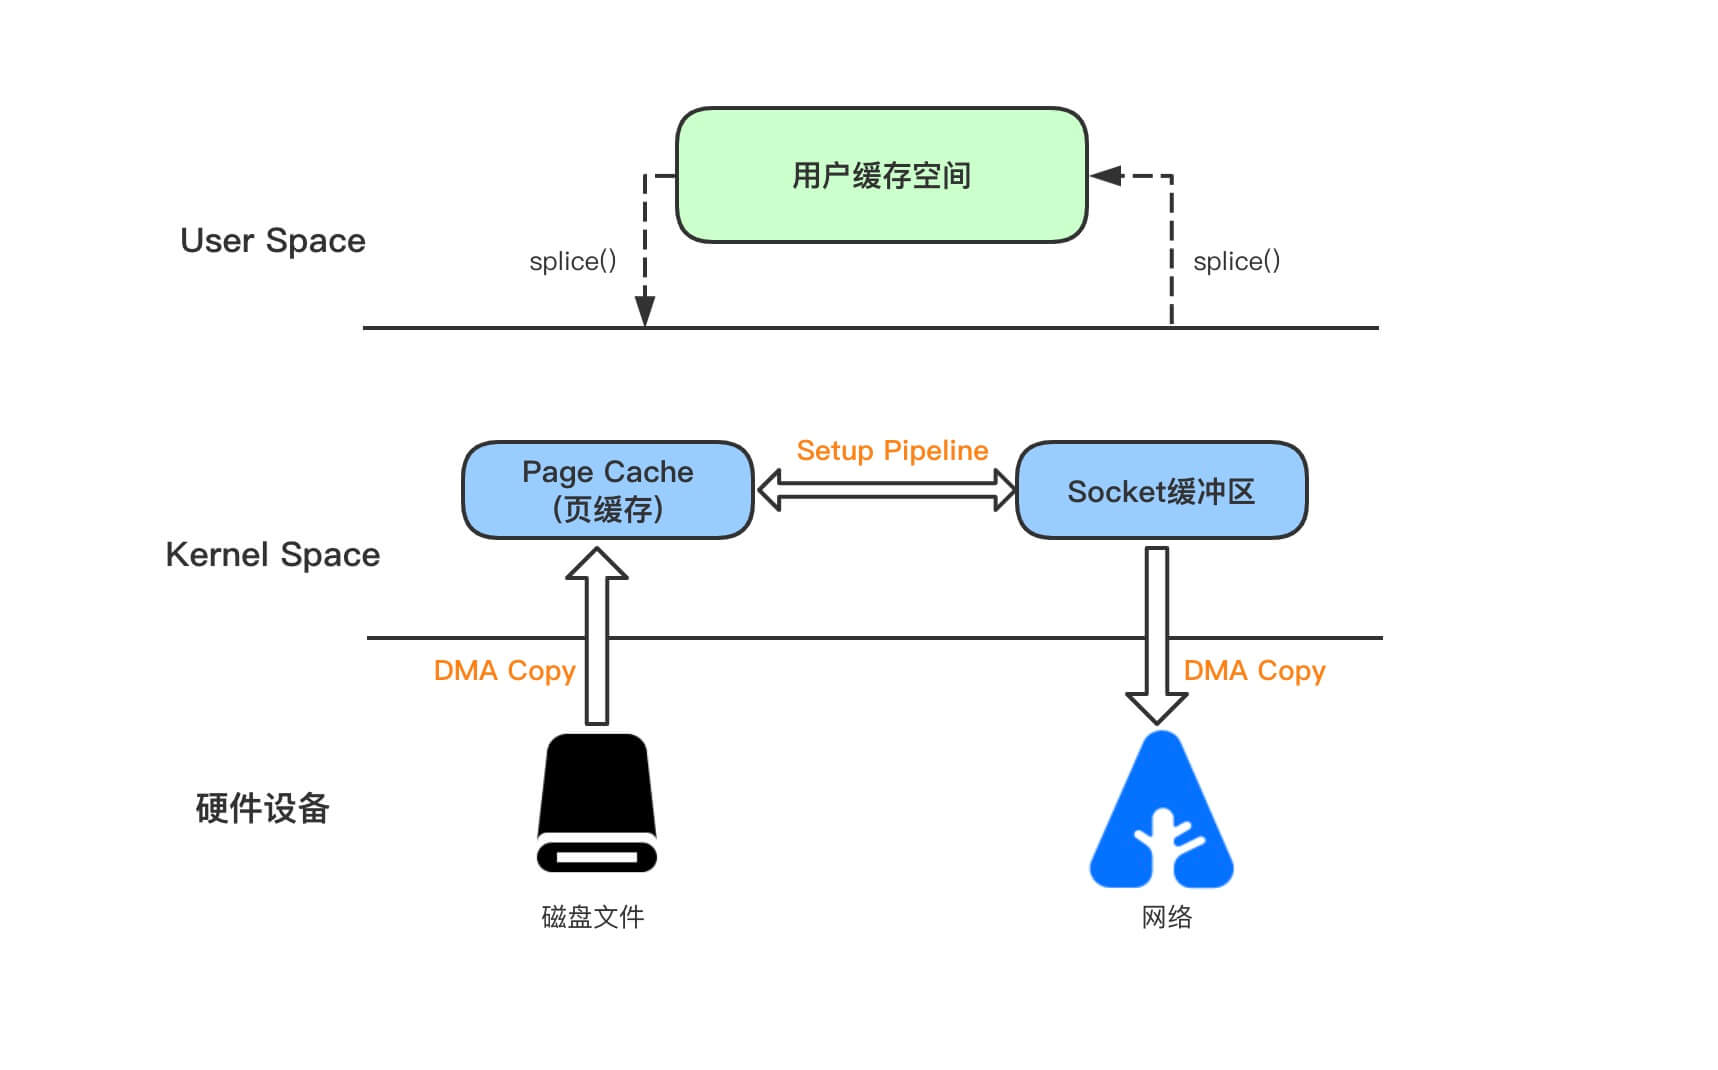 用户缓存空间
User Space
splice()
splice()
Setup Pipeline
Page Cache
（页缓存）
Socket缓冲区
Kernel Space
DMA Copy
DMA Copy
硬件设备
磁盘文件
网络